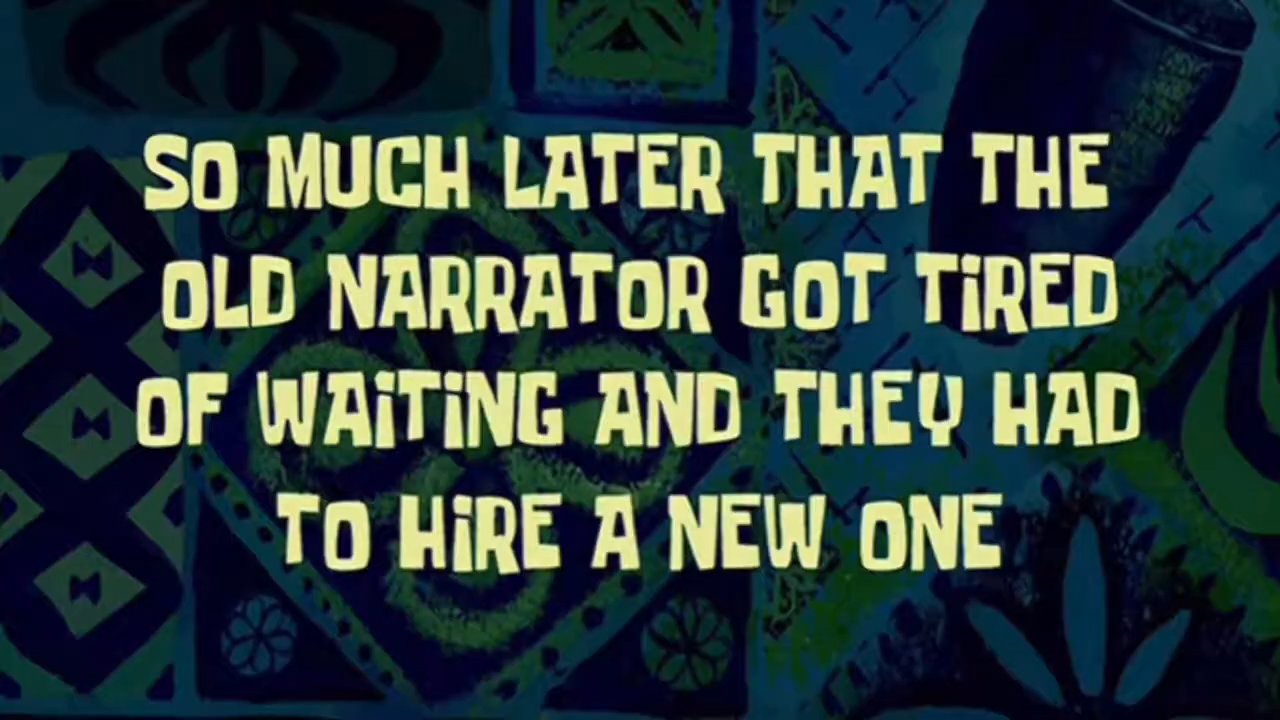 SO MUCH LATER THAT THE
OLD NARRATOR GOT TIRED
OF WAITING AND THEY HAD
TO HIRE A NEW ONE